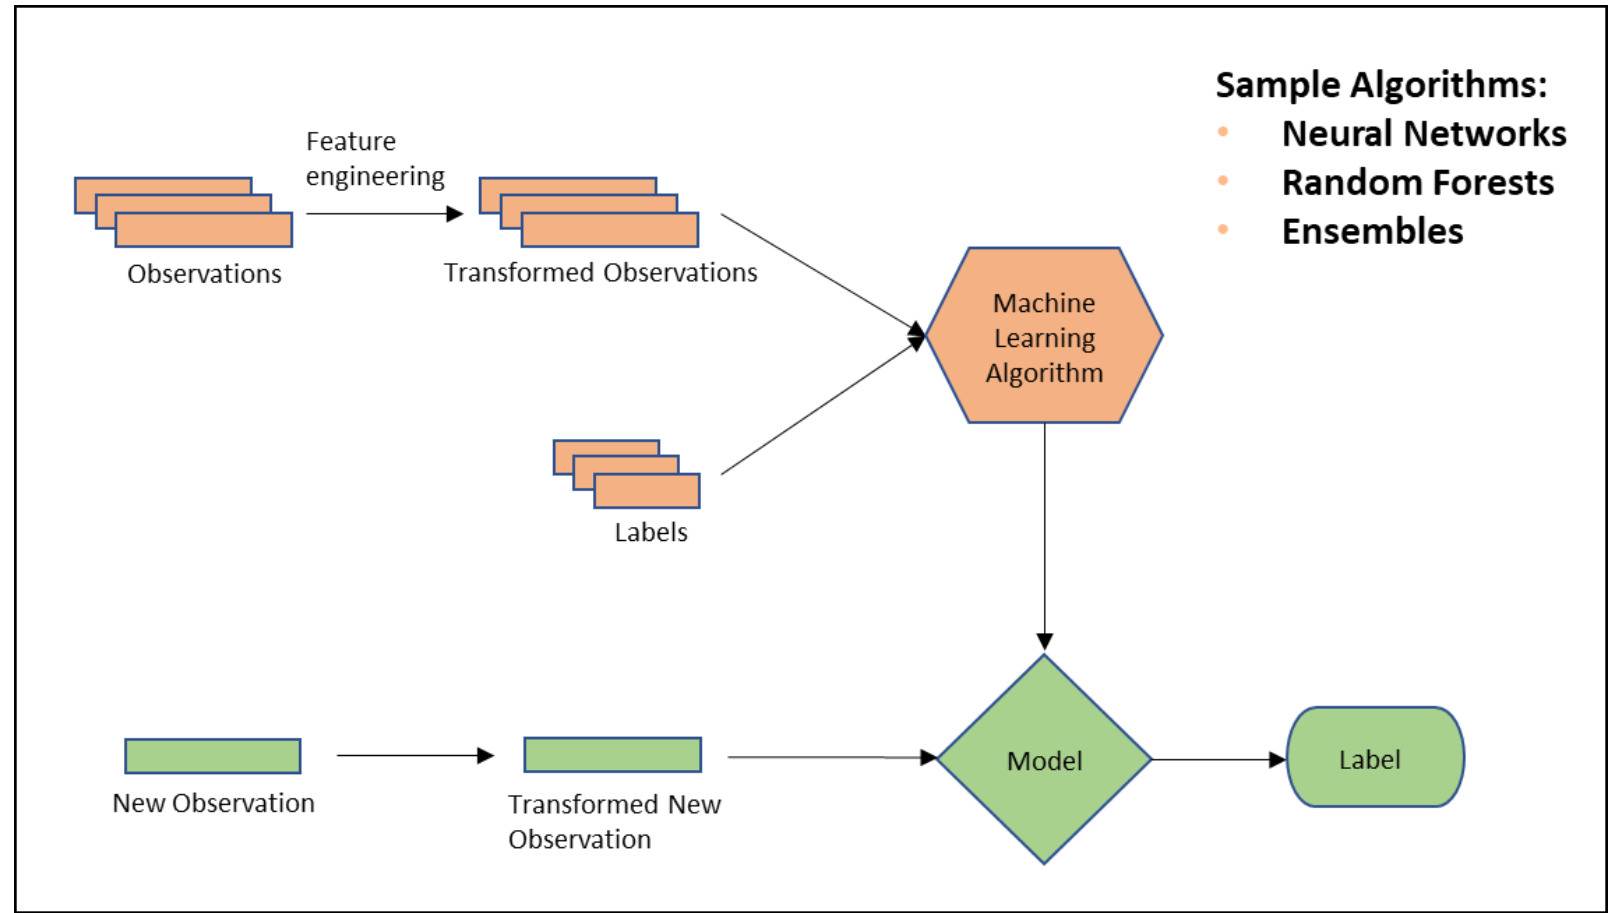 Sample Algorithms:
• Neural Networks
• Random Forests
• Ensembles
Feature
engineering
Observations
Transformed Observations
Machine
Learning
Algorithm
Labels
New Observation
Transformed New
Observation
Model
Label